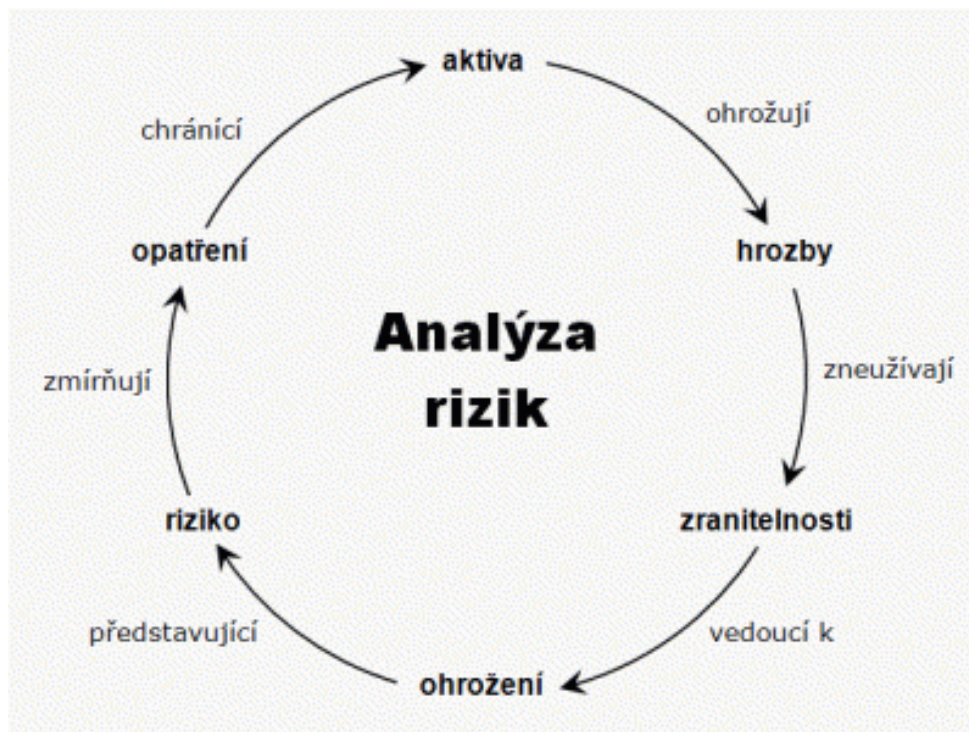 aktiva
ohrožují
hrozby
zneužívají
zranitelnosti
vedoucí k
ohrožení
představující
riziko
zmírňují
opatření
chránící
Analýza
rizik